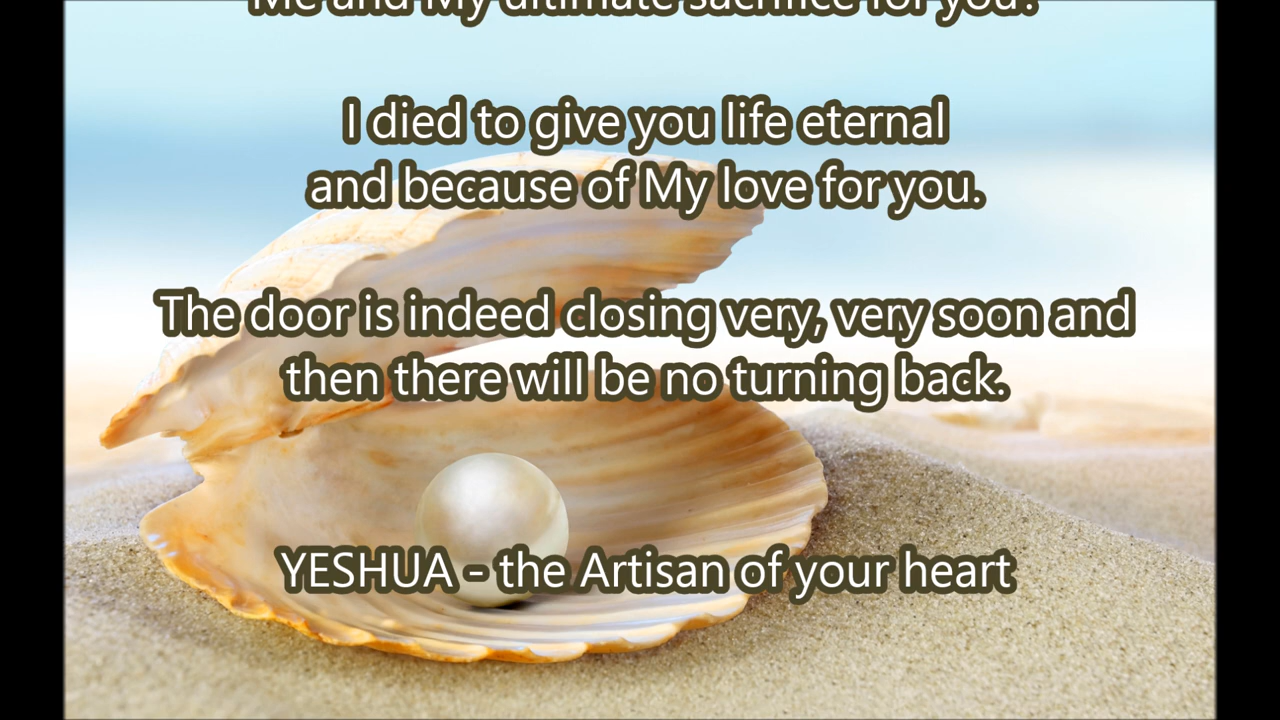 Me and My ultimate sacrifice for you?
I died to give you life eternal
and because of My love for you.
The door is indeed closing very, very soon and
then there will be no turning back.
YESHUA - the Artisan of your heart